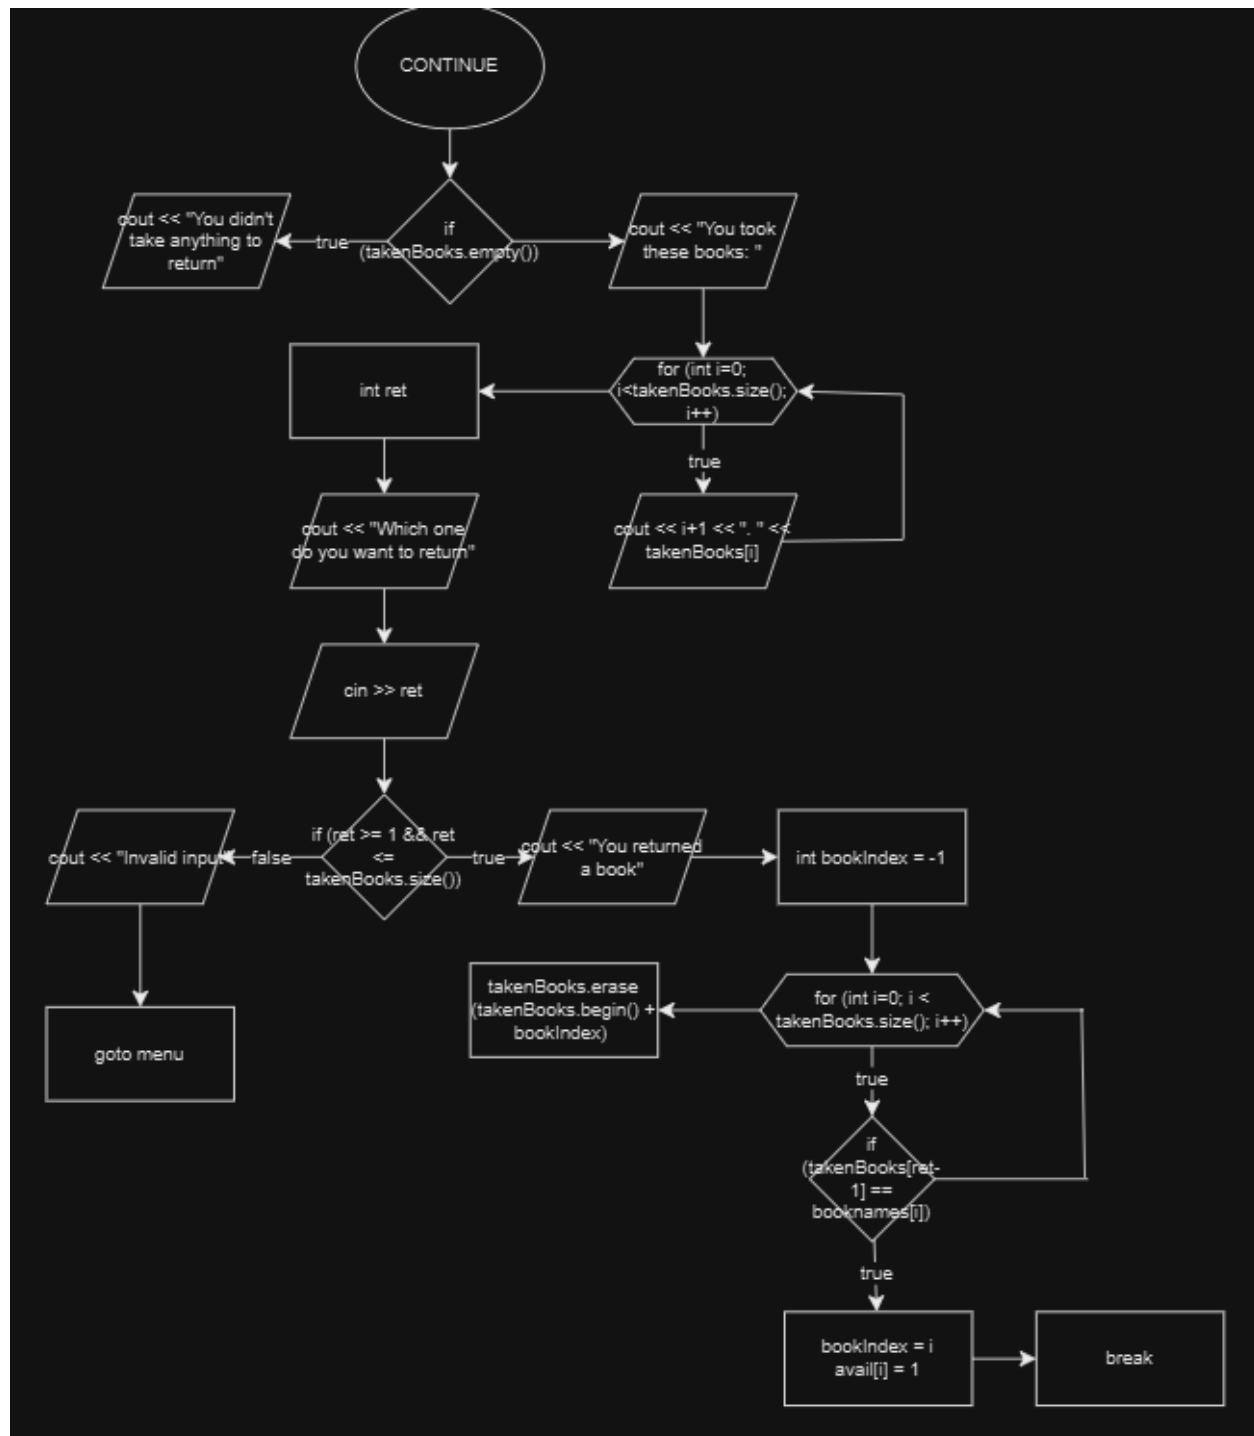 CONTINUE
cout << "You didn't
take anything to
return"
true
if
(takenBooks.empty())
cout << "You took
these books: "
int ret
for (int i=0;
i<takenBooks.size();
i++)
true
cout << "Which one
do you want to return"
cout << i+1 << ". " <<
takenBooks[i]
cin >> ret
cout << "Invalid input"
false
if (ret >= 1 && ret
<=
takenBooks.size())
true
cout << "You returned
a book"
int bookIndex = -1
goto menu
takenBooks.erase
(takenBooks.begin() +
bookIndex)
for (int i=0; i <
takenBooks.size(); i++)
true
if
(takenBooks[ret-
1] ==
booknames[i])
true
bookIndex = i
avail[i] = 1
break